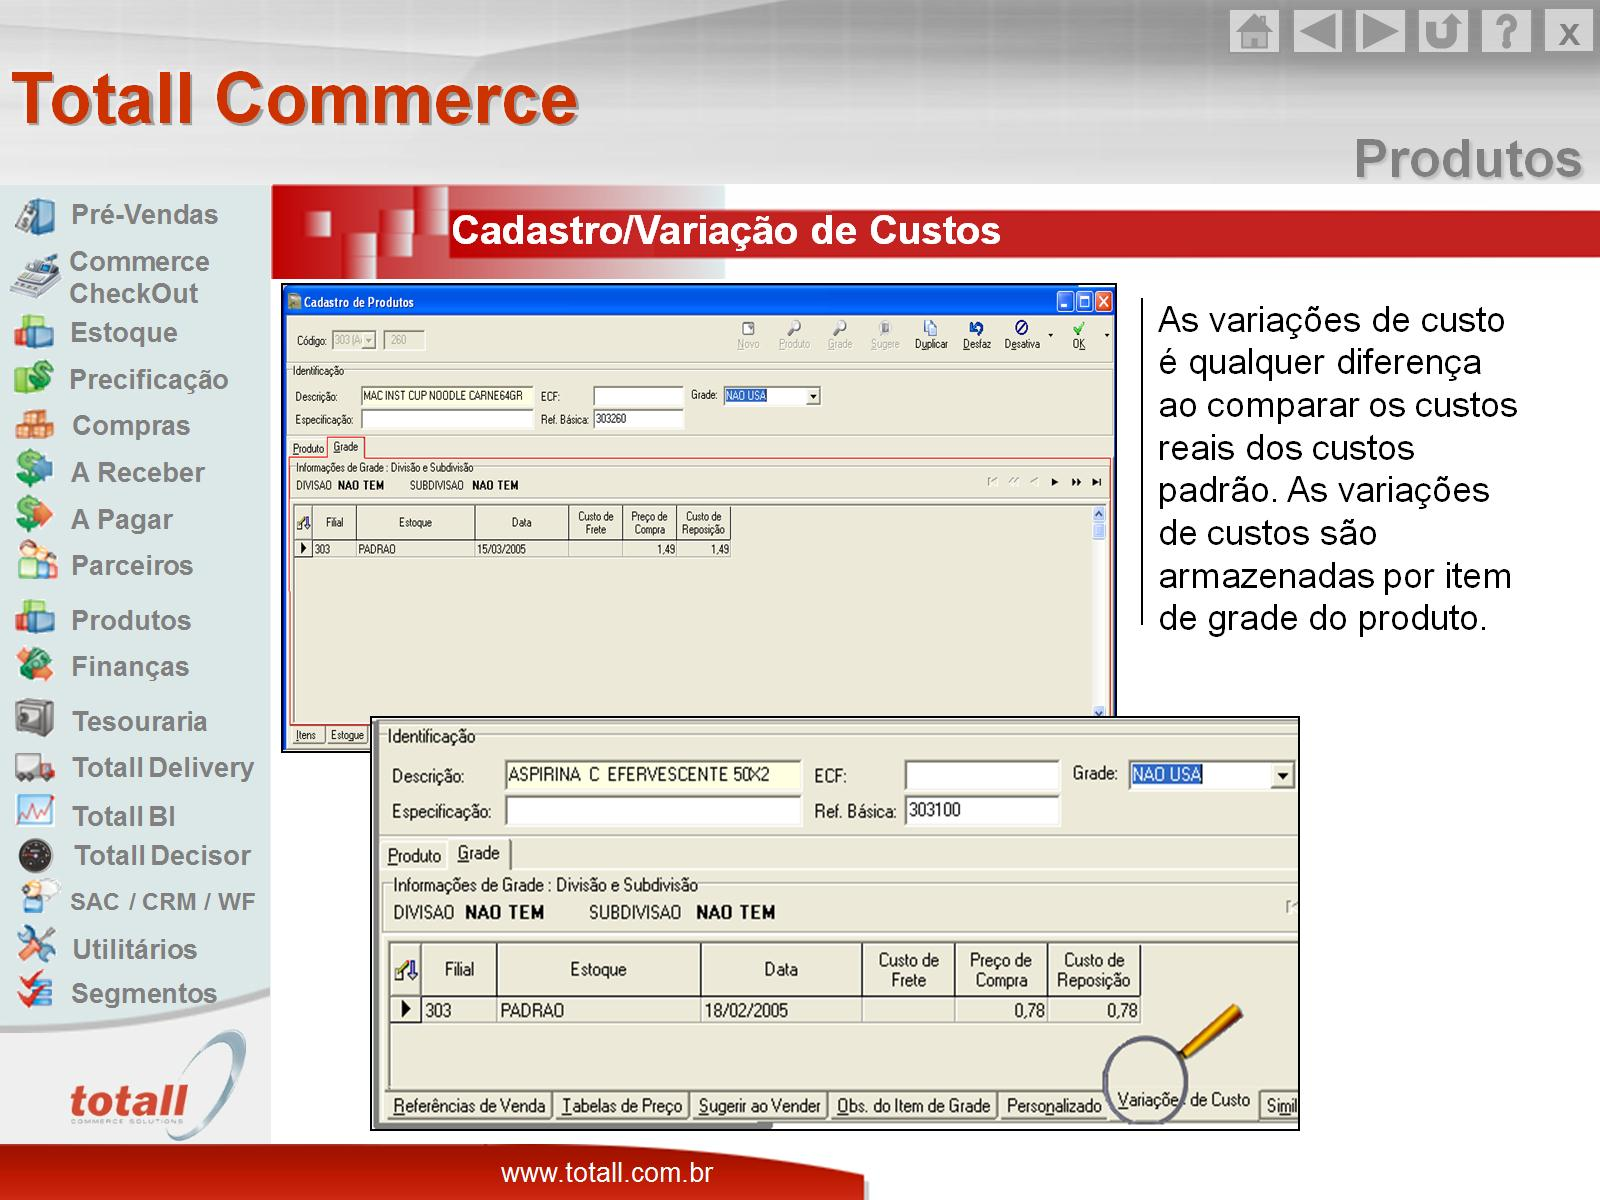 x
Totall Commerce
Produtos
Pré-Vendas
Commerce
CheckOut
Estoque
Precificação
Compras
A Receber
A Pagar
Parceiros
Produtos
Finanças
Tesouraria
Totall Delivery
Totall BI
Totall Decisor
SAC / CRM / WF
Utilitários
Segmentos
totall
COMMERCE SOLUTIONS
Cadastro/Variação de Custos
Cadastro de Produtos
Código: 303 (A 260
Novo Produto Grade Sugere Duplicar Desfaz Desativa OK
Identificação
Descrição: MAC INST CUP NOODLE CARNE64GR ECF: Grade: NAO USA
Especificação: Ref. Básica: 303260
Produto Grade
Informações de Grade : Divisão e Subdivisão
DIVISAO NAO TEM SUBDIVISAO NAO TEM
Filial Estoque Data Custo de Frete Preço de Compra Custo de Reposição
303 PADRAO 15/03/2005 1,49 1,49
Itens Estoque
As variações de custo
é qualquer diferença
ao comparar os custos
reais dos custos
padrão. As variações
de custos são
armazenadas por item
de grade do produto.
Identificação
Descrição: ASPIRINA C EFERVESCENTE 50X2 ECF: Grade: NAO USA
Especificação: Ref. Básica: 303100
Produto Grade
Informações de Grade : Divisão e Subdivisão
DIVISAO NAO TEM SUBDIVISAO NAO TEM
Filial Estoque Data Custo de Frete Preço de Compra Custo de Reposição
303 PADRAO 18/02/2005 0,78 0,78
Referências de Venda Tabelas de Preço Sugerir ao Vender Obs. do Item de Grade Personalizado Variações de Custo Simil
www.totall.com.br